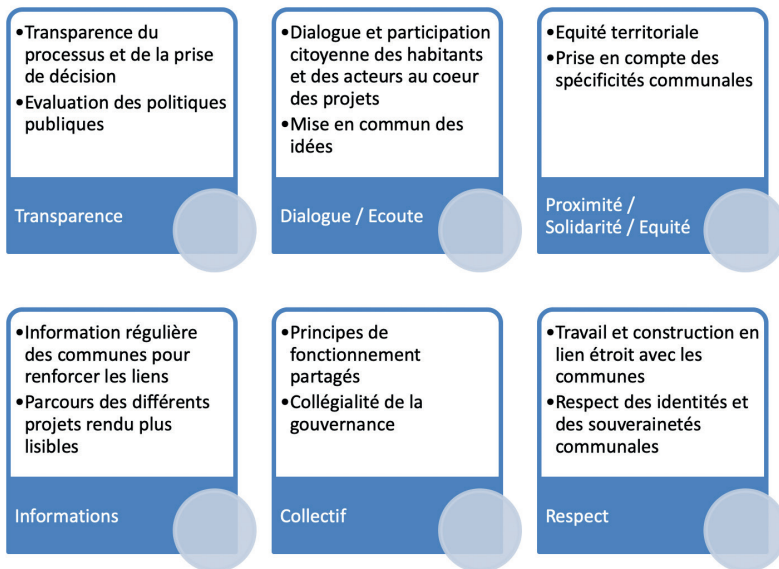 •Transparence du
processus et de la prise
de décision
•Evaluation des politiques
publiques
Transparence
•Dialogue et participation
citoyenne des habitants
et des acteurs au coeur
des projets
•Mise en commun des
idées
Dialogue / Ecoute
•Equité territoriale
•Prise en compte des
spécificités communales
Proximité /
Solidarité / Equité
•Information régulière
des communes pour
renforcer les liens
•Parcours des différents
projets rendu plus
lisibles
Informations
•Principes de
fonctionnement
partagés
•Collégialité de la
gouvernance
Collectif
•Travail et construction en
lien étroit avec les
communes
•Respect des identités et
des souverainetés
communales
Respect